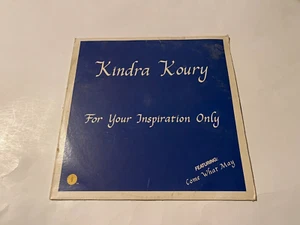 Kindra Koury
For Your Inspiration Only
FEATURING:
Come What May